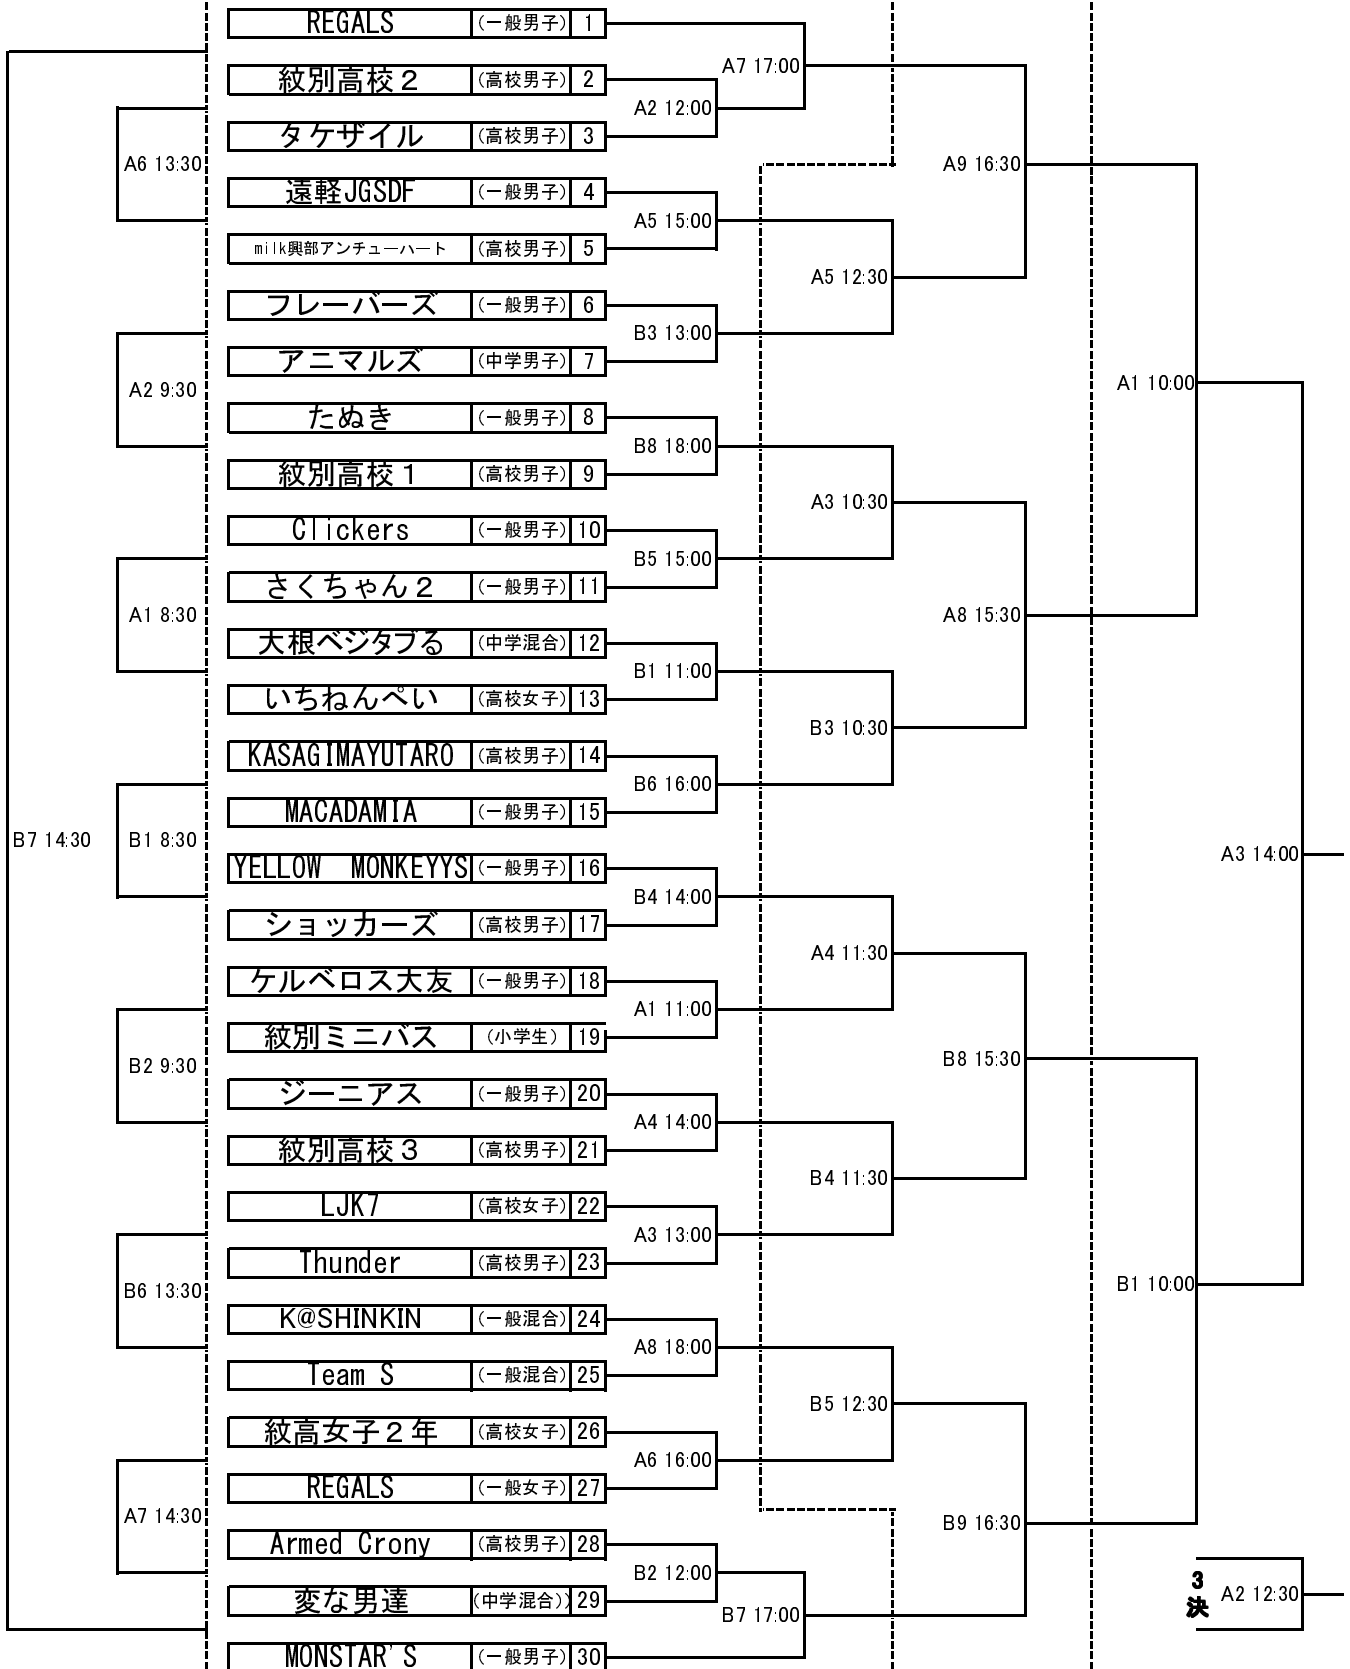 REGALS (一般男子) 1
A7 17:00
紋別高校２ (高校男子) 2
A2 12:00
タケザイル (高校男子) 3
A6 13:30
A9 16:30
遠軽JGSDF (一般男子) 4
A5 15:00
milk興部アンチューハート (高校男子) 5
A5 12:30
フレーバーズ (一般男子) 6
B3 13:00
アニマルズ (中学男子) 7
A2 9:30
A1 10:00
たぬき (一般男子) 8
B8 18:00
紋別高校１ (高校男子) 9
A3 10:30
Clickers (一般男子) 10
B5 15:00
さくちゃん２ (一般男子) 11
A1 8:30
A8 15:30
大根ベジタブる (中学混合) 12
B1 11:00
いちねんぺい (高校女子) 13
B3 10:30
KASAGIMAYUTARO (高校男子) 14
B6 16:00
MACADAMIA (一般男子) 15
B7 14:30
B1 8:30
A3 14:00
YELLOW　MONKEYYS (一般男子) 16
B4 14:00
ショッカーズ (高校男子) 17
A4 11:30
ケルベロス大友 (一般男子) 18
A1 11:00
紋別ミニバス (小学生) 19
B2 9:30
B8 15:30
ジーニアス (一般男子) 20
A4 14:00
紋別高校３ (高校男子) 21
B4 11:30
LJK7 (高校女子) 22
A3 13:00
Thunder (高校男子) 23
B6 13:30
B1 10:00
K@SHINKIN (一般混合) 24
A8 18:00
Team S (一般混合) 25
B5 12:30
紋高女子２年 (高校女子) 26
A6 16:00
REGALS (一般女子) 27
A7 14:30
B9 16:30
Armed Crony (高校男子) 28
B2 12:00
変な男達 (中学混合)) 29
3決 A2 12:30
B7 17:00
MONSTAR'S (一般男子) 30